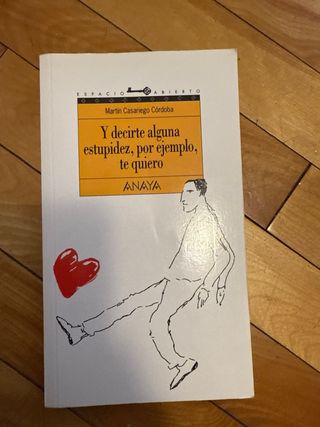 ESPACIO ABIERTO
Martín Casariego Córdoba
Y decirte alguna
estupidez, por ejemplo,
te quiero
ANAYA